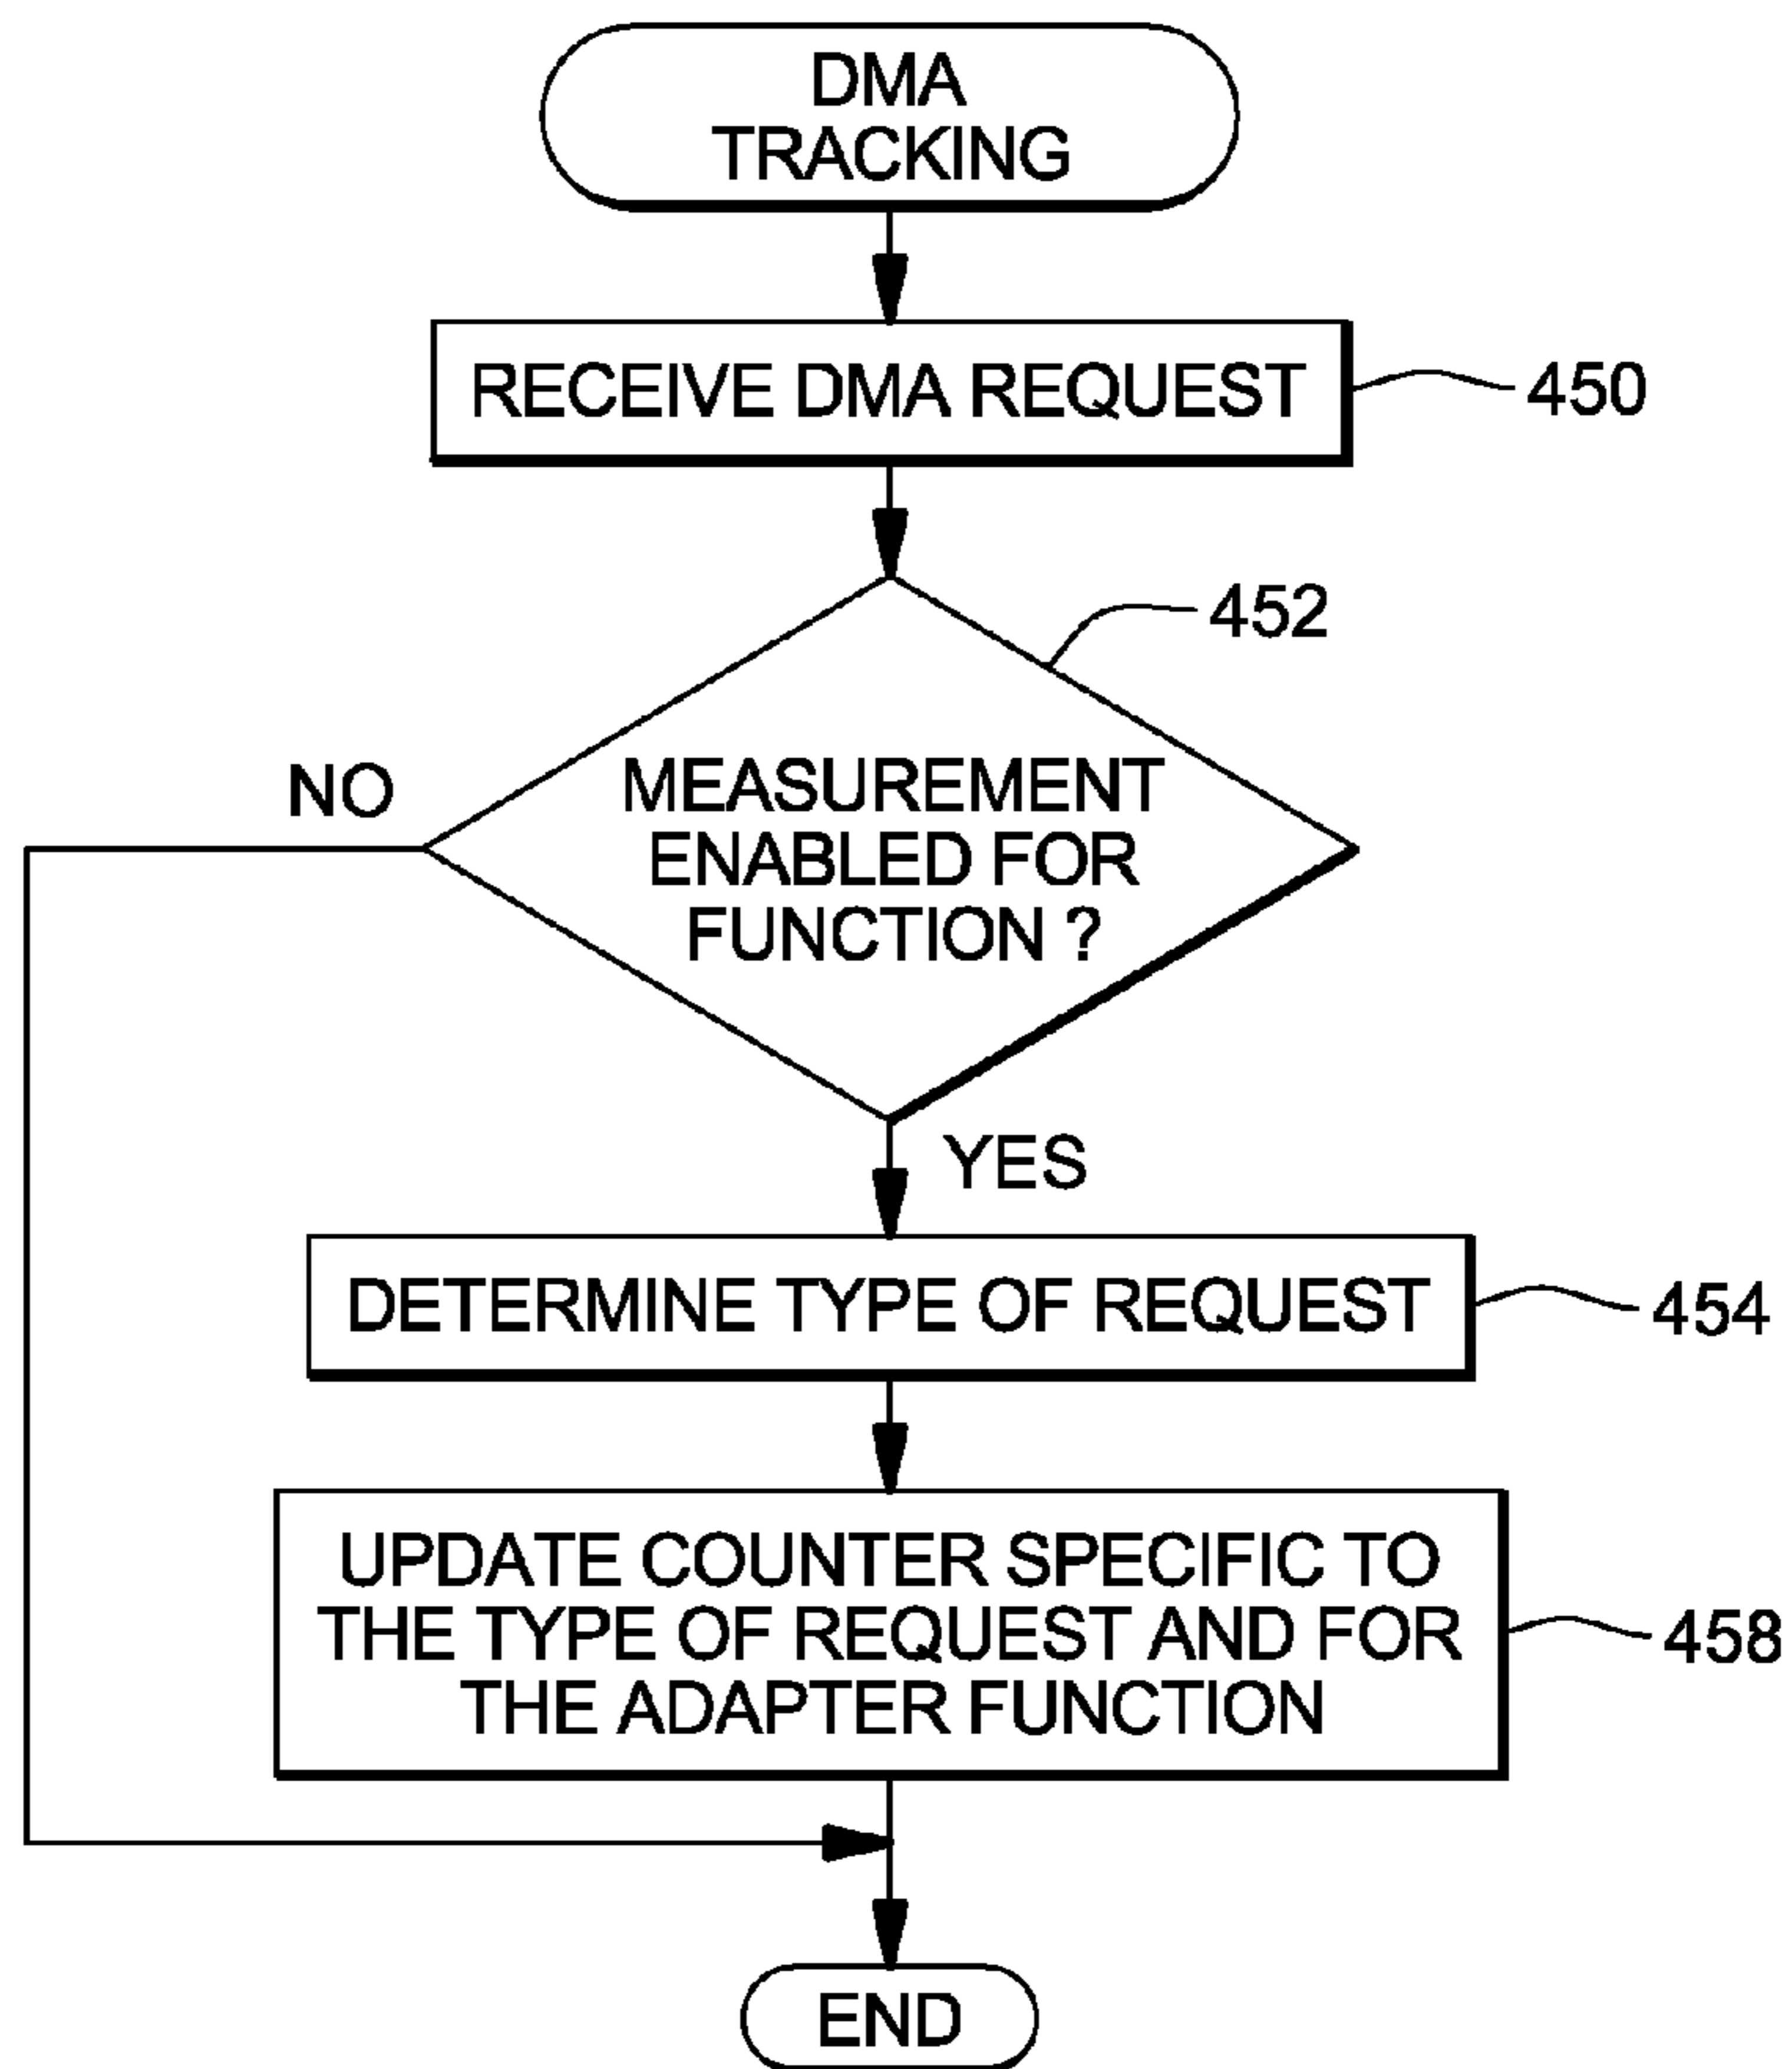 DMA
TRACKING
RECEIVE DMA REQUEST
450
452
NO
MEASUREMENT
ENABLED FOR
FUNCTION ?
YES
DETERMINE TYPE OF REQUEST
454
UPDATE COUNTER SPECIFIC TO
THE TYPE OF REQUEST AND FOR
THE ADAPTER FUNCTION
458
END